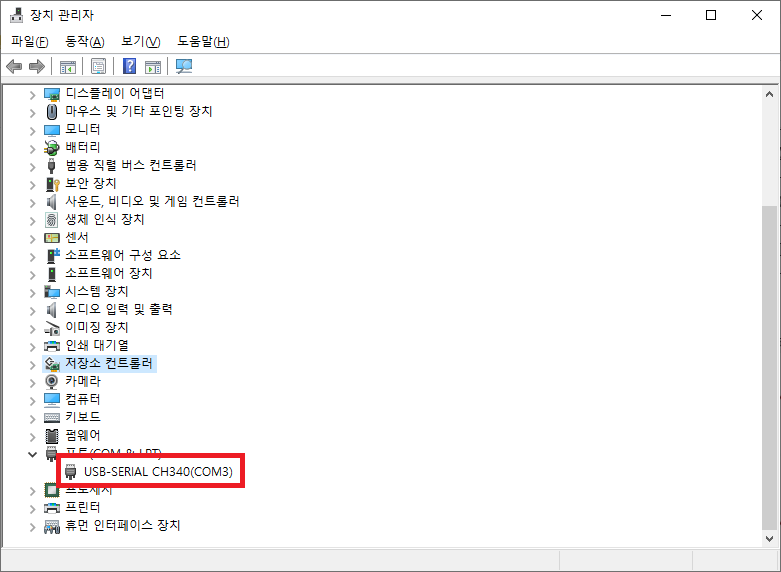 장치 관리자
파일(F) 동작(A) 보기(V) 도움말(H)
디스플레이 어댑터
마우스 및 기타 포인팅 장치
모니터
배터리
범용 직렬 버스 컨트롤러
보안 장치
사운드, 비디오 및 게임 컨트롤러
생체 인식 장치
센서
소프트웨어 구성 요소
소프트웨어 장치
시스템 장치
오디오 입력 및 출력
이미징 장치
인쇄 대기열
저장소 컨트롤러
카메라
컴퓨터
키보드
펌웨어
포트(COM & LPT)
USB-SERIAL CH340(COM3)
프로세서
프린터
휴먼 인터페이스 장치